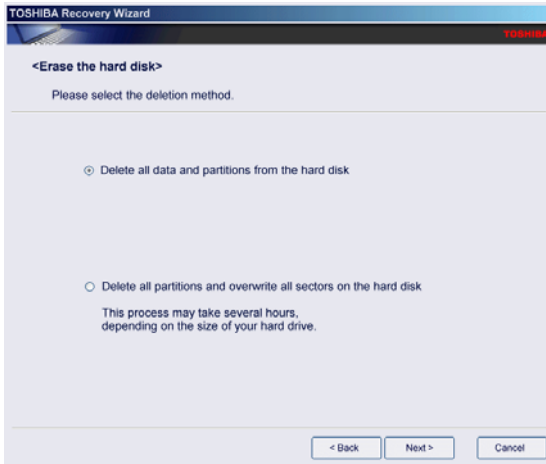 TOSHIBA Recovery Wizard
TOSHIBA
<Erase the hard disk>
Please select the deletion method.
Delete all data and partitions from the hard disk
Delete all partitions and overwrite all sectors on the hard disk
This process may take several hours,
depending on the size of your hard drive.
< Back Next > Cancel